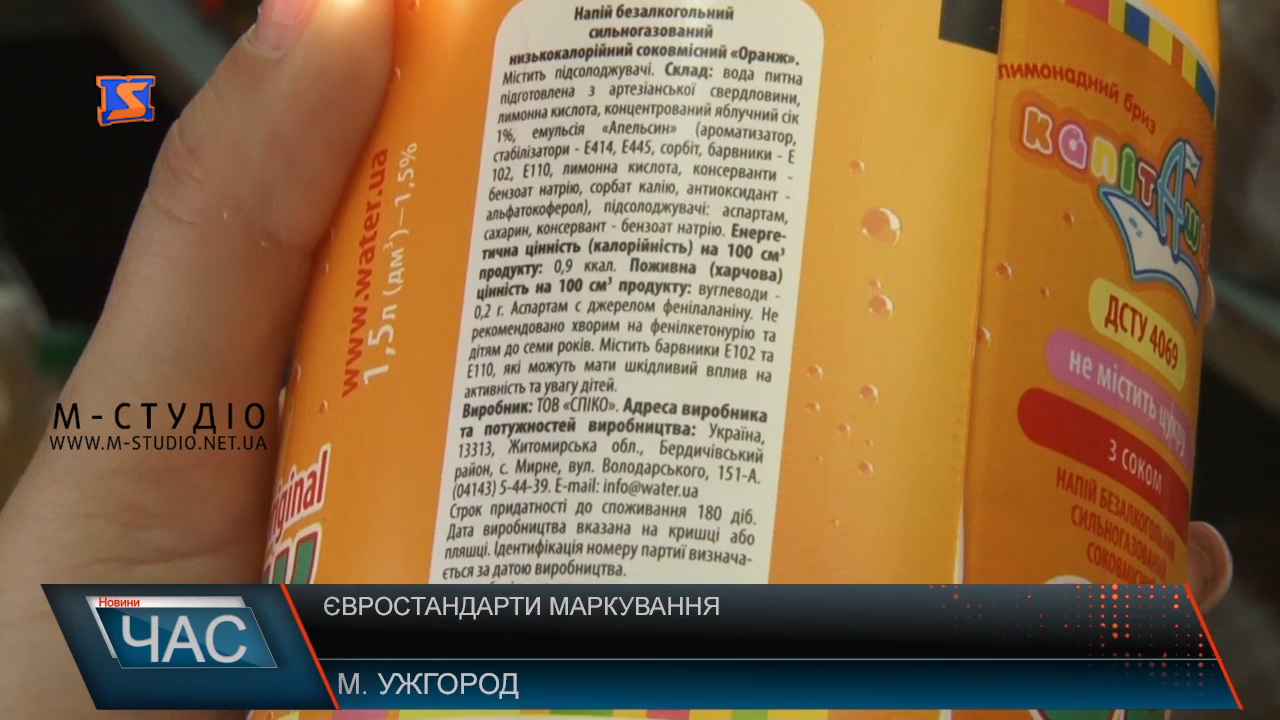 Напій безалкогольний
сильногазований
низькокалорійний соковмісний «Оранж».
Містить підсолоджувачі. Склад: вода питна
підготовлена з артезіанської свердловини,
лимонна кислота, концентрований яблучний сік
1%, емульсія «Апельсин» (ароматизатор,
стабілізатори - Е414, Е445, сорбіт, барвники - Е
102, Е110, лимонна кислота, консерванти -
бензоат натрію, сорбат калію, антиоксидант -
альфатокоферол), підсолоджувачі: аспартам,
сахарин, консервант - бензоат натрію. Енерге-
тична цінність (калорійність) на 100 см³
продукту: 0,9 ккал. Поживна (харчова)
цінність на 100 см³ продукту: вуглеводи -
0,2 г. Аспартам є джерелом фенілаланіну. Не
рекомендовано хворим на фенілкетонурію та
дітям до семи років. Містить барвники Е102 та
Е110, які можуть мати шкідливий вплив на
активність та увагу дітей.
Виробник: ТОВ «СПІКО». Адреса виробника
та потужностей виробництва: Україна,
13313, Житомирська обл., Бердичівський
район, с. Мирне, вул. Володарського, 151-А.
(04143) 5-44-39. E-mail: info@water.ua
Строк придатності до споживання 180 діб.
Дата виробництва вказана на кришці або
пляшці. Ідентифікація номеру партії визнача-
ється за датою виробництва.
www.water.ua
1,5л (дм³)–1,5%
original
лимонадний бриз
капітАш
ДСТУ 4069
не містить цукру
з соком
НАПІЙ БЕЗАЛКОГОЛЬНИЙ
СИЛЬНОГАЗОВАНИЙ
М-СТУДІО
WWW.M-STUDIO.NET.UA
Новини
ЧАС
ЄВРОСТАНДАРТИ МАРКУВАННЯ
М. УЖГОРОД